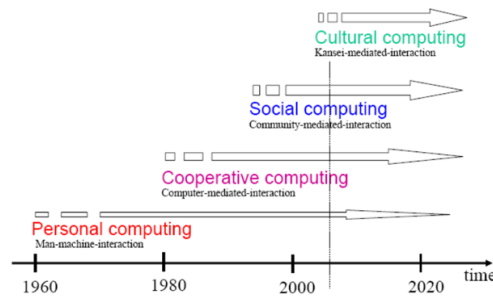 Cultural computing
Kansei-mediated-interaction
Social computing
Community-mediated-interaction
Cooperative computing
Computer-mediated-interaction
Personal computing
Man-machine-interaction
time
1960 1980 2000 2020